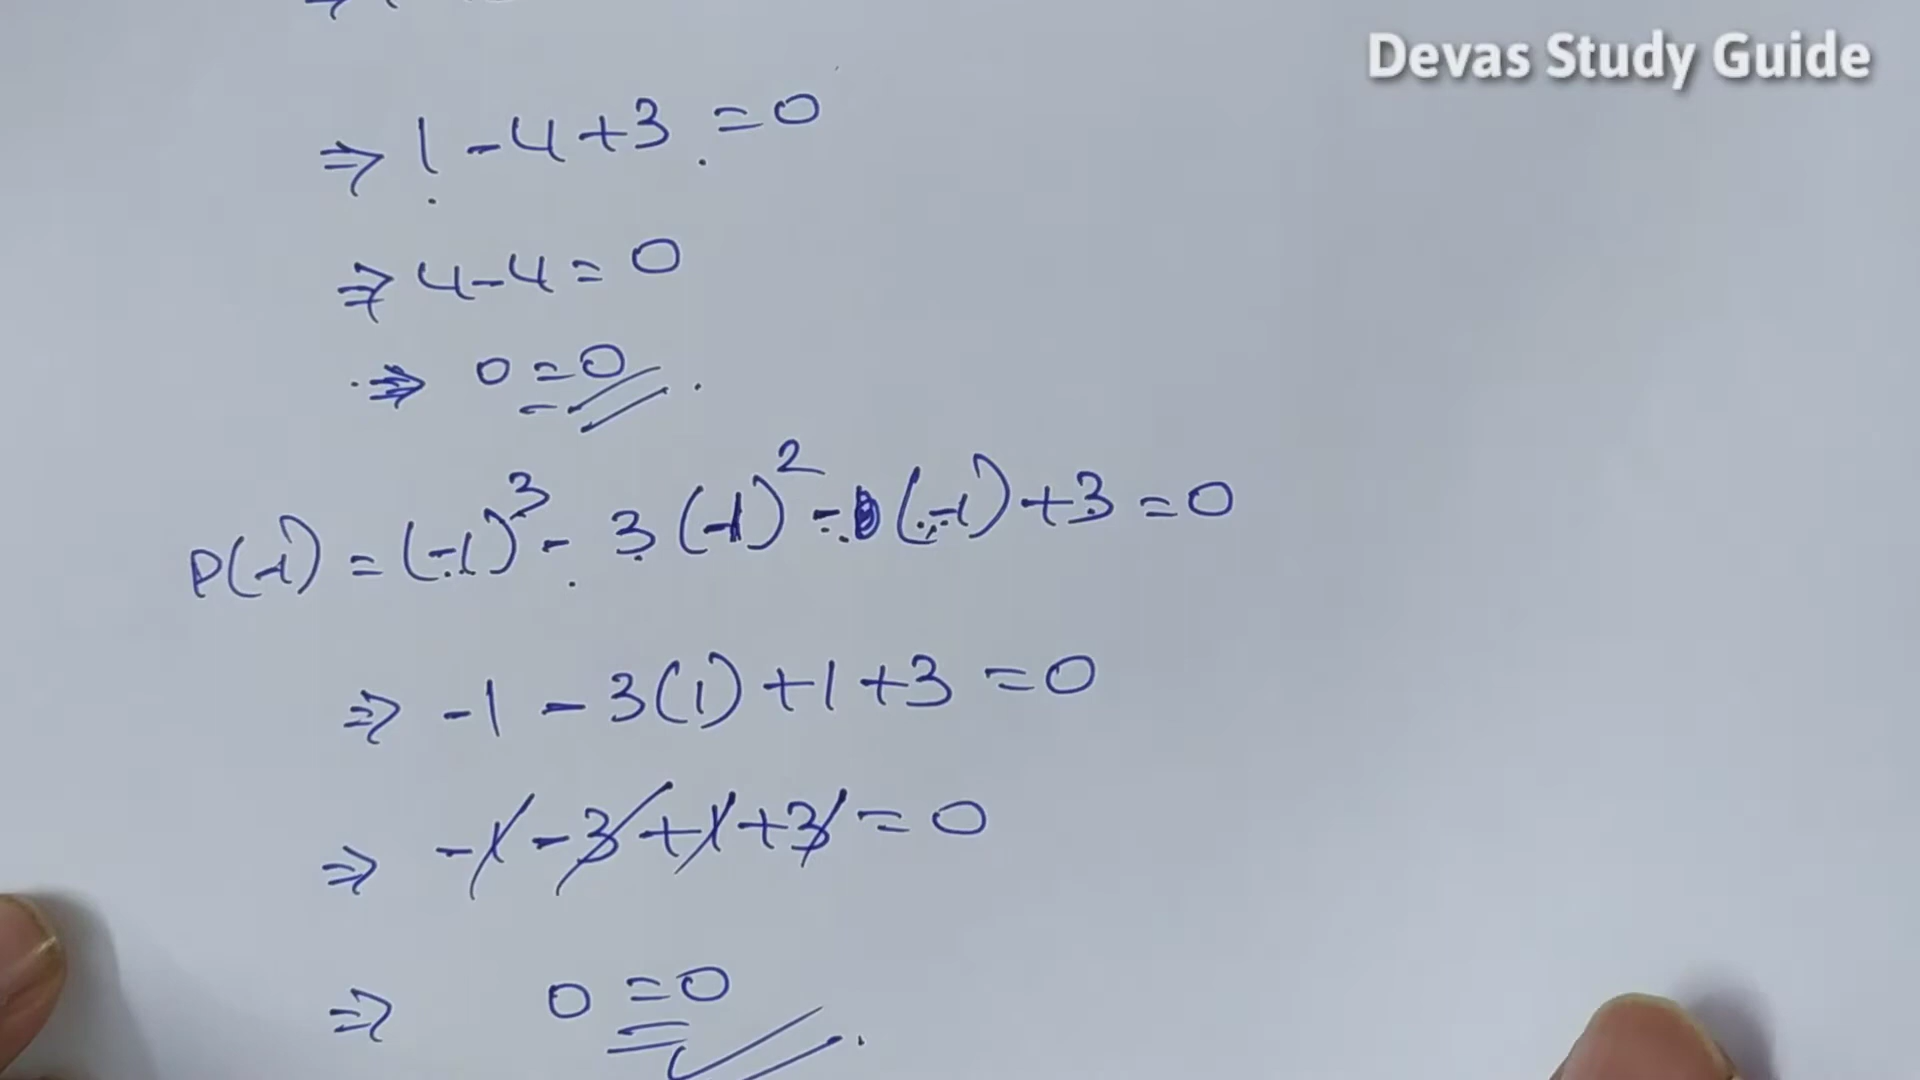 Devas Study Guide
⇒ 1 - 4 + 3 = 0
⇒ 4 - 4 = 0
⇒ 0 = 0
P(-1) = (-1)³ - 3 (-1)² - (-1) + 3 = 0
⇒ -1 - 3(1) + 1 + 3 = 0
⇒ -1 - 3 + 1 + 3 = 0
⇒ 0 = 0